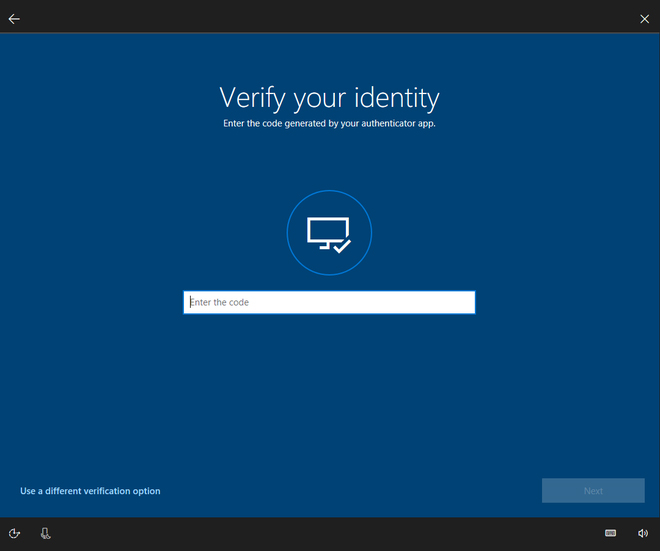 Verify your identity
Enter the code generated by your authenticator app.
Enter the code
Use a different verification option
Next